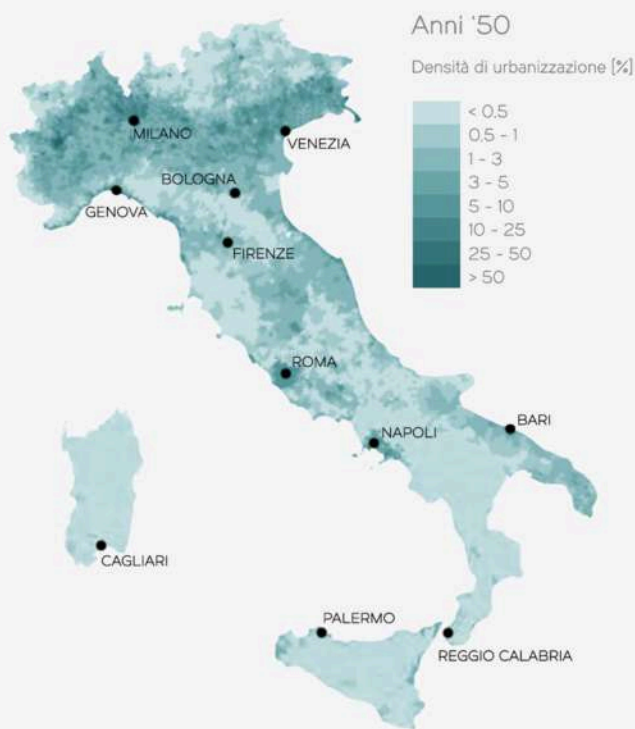 Anni '50
Densità di urbanizzazione [%]
< 0.5
0.5 - 1
1 - 3
3 - 5
5 - 10
10 - 25
25 - 50
> 50
MILANO
VENEZIA
BOLOGNA
GENOVA
FIRENZE
ROMA
BARI
NAPOLI
CAGLIARI
PALERMO
REGGIO CALABRIA